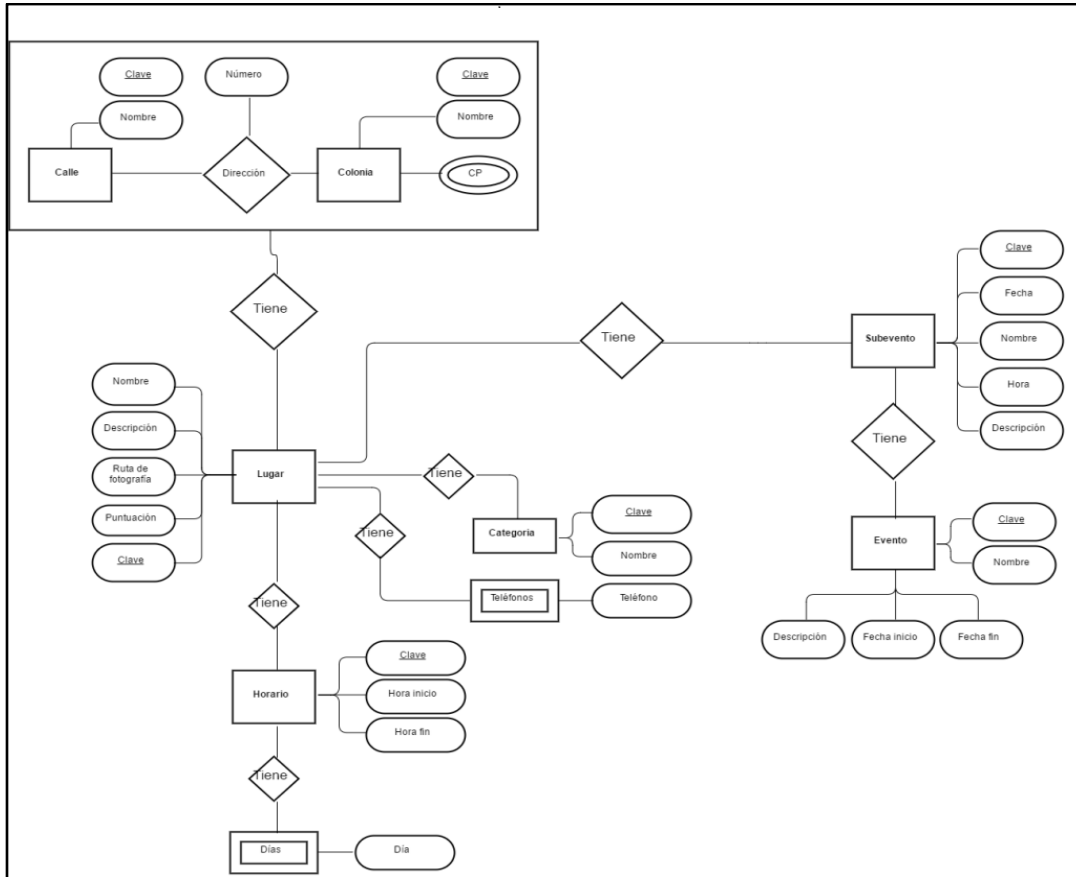 Clave
Número
Clave
Nombre
Nombre
Calle
Dirección
Colonia
CP
Tiene
Clave
Fecha
Tiene
Subevento
Nombre
Hora
Descripción
Tiene
Nombre
Descripción
Ruta de
fotografía
Puntuación
Clave
Lugar
Tiene
Categoría
Clave
Nombre
Tiene
Teléfonos
Teléfono
Evento
Clave
Nombre
Descripción
Fecha inicio
Fecha fin
Tiene
Horario
Clave
Hora inicio
Hora fin
Tiene
Días
Día